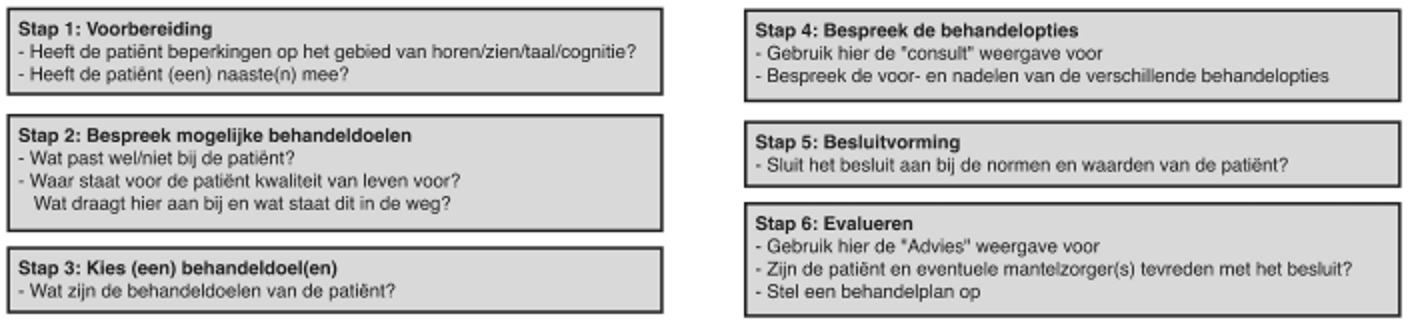 Stap 1: Voorbereiding
- Heeft de patiënt beperkingen op het gebied van horen/zien/taal/cognitie?
- Heeft de patiënt (een) naaste(n) mee?
Stap 2: Bespreek mogelijke behandeldoelen
- Wat past wel/niet bij de patiënt?
- Waar staat voor de patiënt kwaliteit van leven voor?
Wat draagt hier aan bij en wat staat dit in de weg?
Stap 3: Kies (een) behandeldoel(en)
- Wat zijn de behandeldoelen van de patiënt?
Stap 4: Bespreek de behandelopties
- Gebruik hier de "consult" weergave voor
- Bespreek de voor- en nadelen van de verschillende behandelopties
Stap 5: Besluitvorming
- Sluit het besluit aan bij de normen en waarden van de patiënt?
Stap 6: Evalueren
- Gebruik hier de "Advies" weergave voor
- Zijn de patiënt en eventuele mantelzorger(s) tevreden met het besluit?
- Stel een behandelplan op